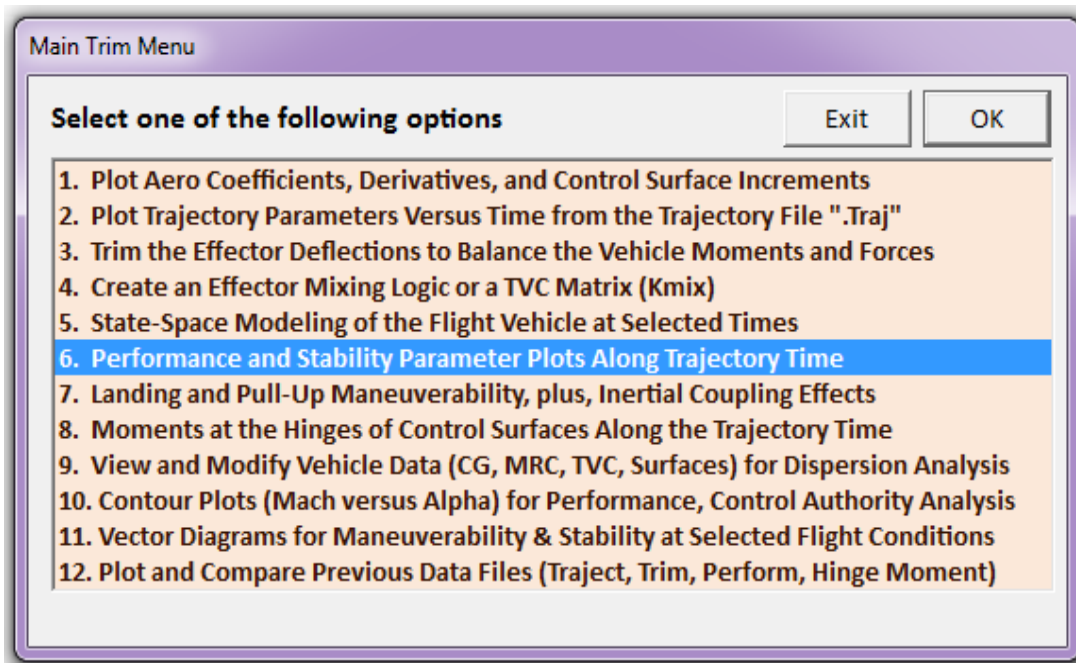 Main Trim Menu
Select one of the following options
Exit
OK
1. Plot Aero Coefficients, Derivatives, and Control Surface Increments
2. Plot Trajectory Parameters Versus Time from the Trajectory File ".Traj"
3. Trim the Effector Deflections to Balance the Vehicle Moments and Forces
4. Create an Effector Mixing Logic or a TVC Matrix (Kmix)
5. State-Space Modeling of the Flight Vehicle at Selected Times
6. Performance and Stability Parameter Plots Along Trajectory Time
7. Landing and Pull-Up Maneuverability, plus, Inertial Coupling Effects
8. Moments at the Hinges of Control Surfaces Along the Trajectory Time
9. View and Modify Vehicle Data (CG, MRC, TVC, Surfaces) for Dispersion Analysis
10. Contour Plots (Mach versus Alpha) for Performance, Control Authority Analysis
11. Vector Diagrams for Maneuverability & Stability at Selected Flight Conditions
12. Plot and Compare Previous Data Files (Traject, Trim, Perform, Hinge Moment)